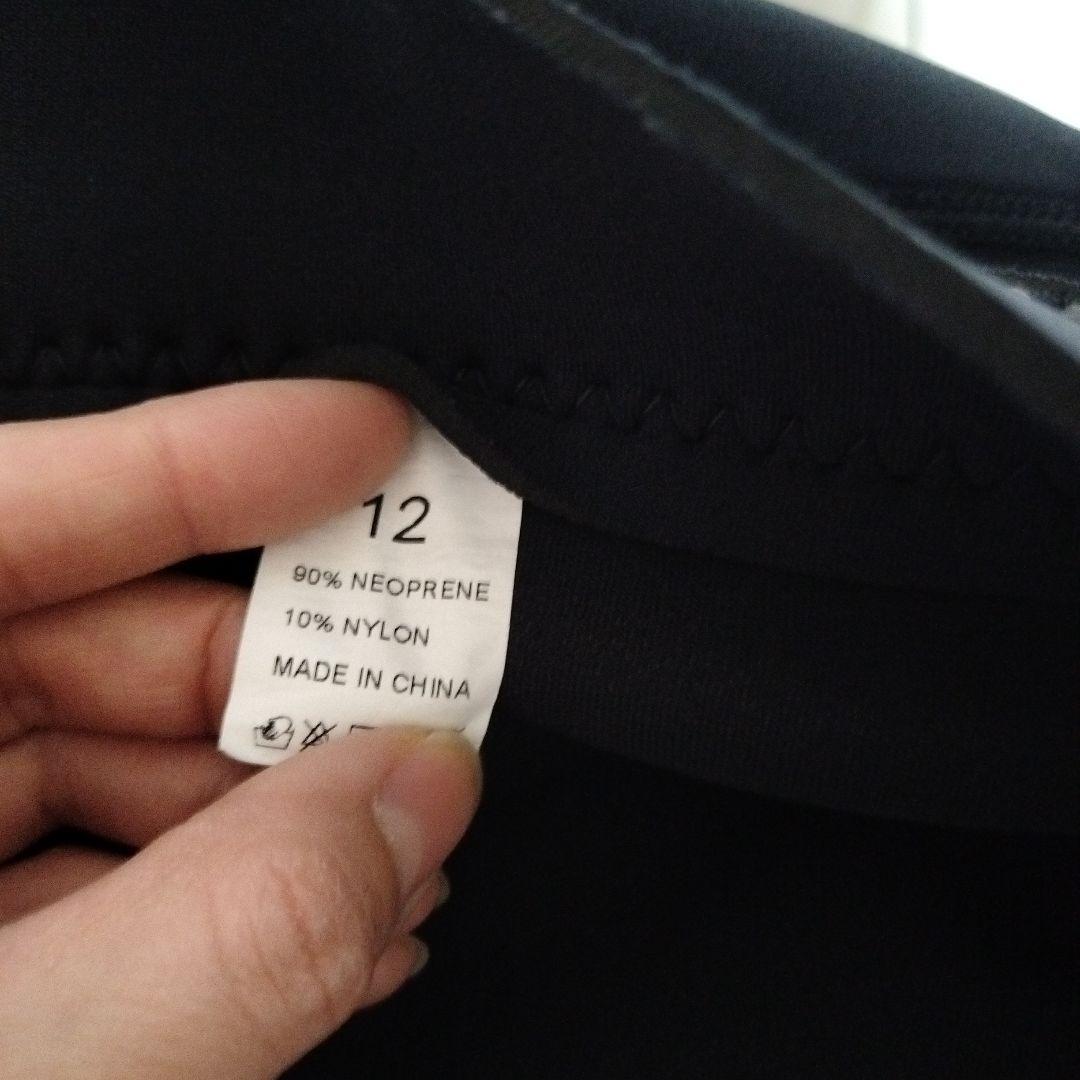 12
90% NEOPRENE
10% NYLON
MADE IN CHINA